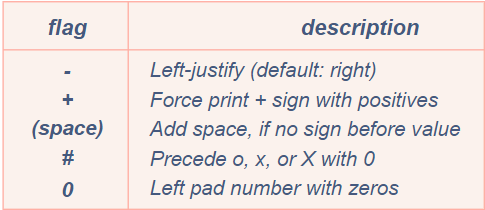 flag description
- Left-justify (default: right)
+ Force print + sign with positives
(space) Add space, if no sign before value
# Precede o, x, or X with 0
0 Left pad number with zeros